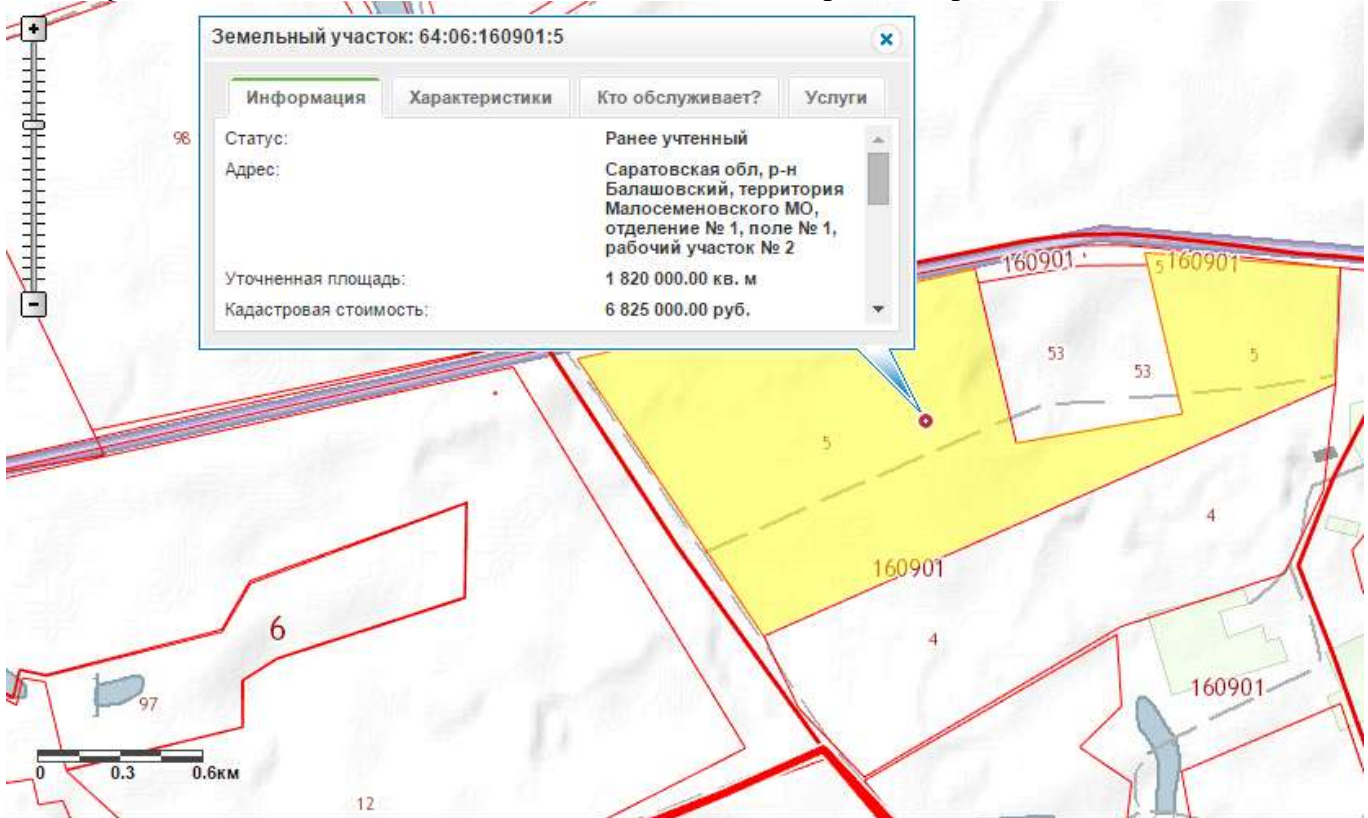 Земельный участок: 64:06:160901:5
Информация
Характеристики
Кто обслуживает?
Услуги
Статус:
Ранее учтенный
Адрес:
Саратовская обл, р-н
Балашовский, территория
Малосеменовского МО,
отделение № 1, поле № 1,
рабочий участок № 2
Уточненная площадь:
1 820 000.00 кв. м
Кадастровая стоимость:
6 825 000.00 руб.
98
160901
5
160901
53
53
5
5
4
160901
6
4
160901
97
0 0.3 0.6км
12